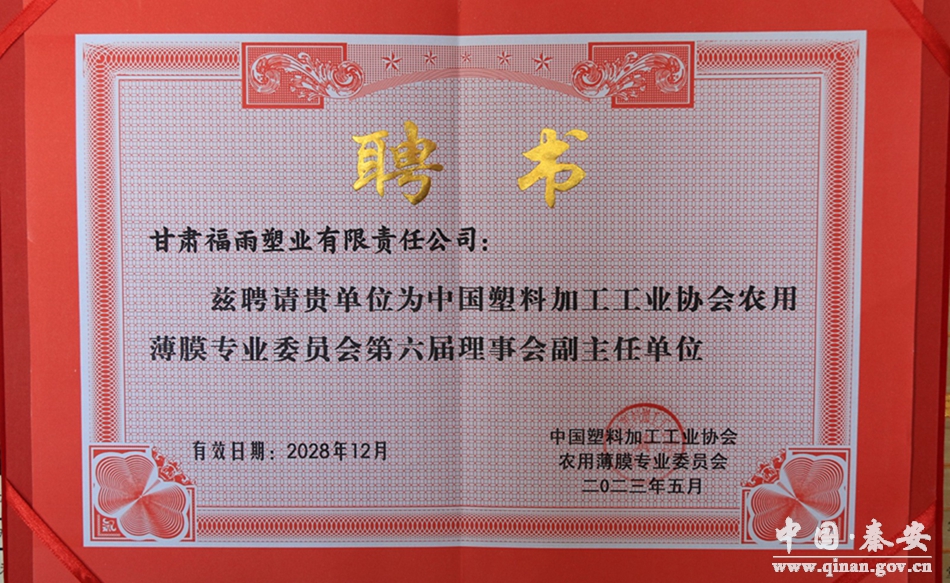 聘书
甘肃福雨塑业有限责任公司：
兹聘请贵单位为中国塑料加工工业协会农用
薄膜专业委员会第六届理事会副主任单位
有效日期：2028年12月
中国塑料加工工业协会
农用薄膜专业委员会
二〇二三年五月
中国·秦安
www.qinan.gov.cn